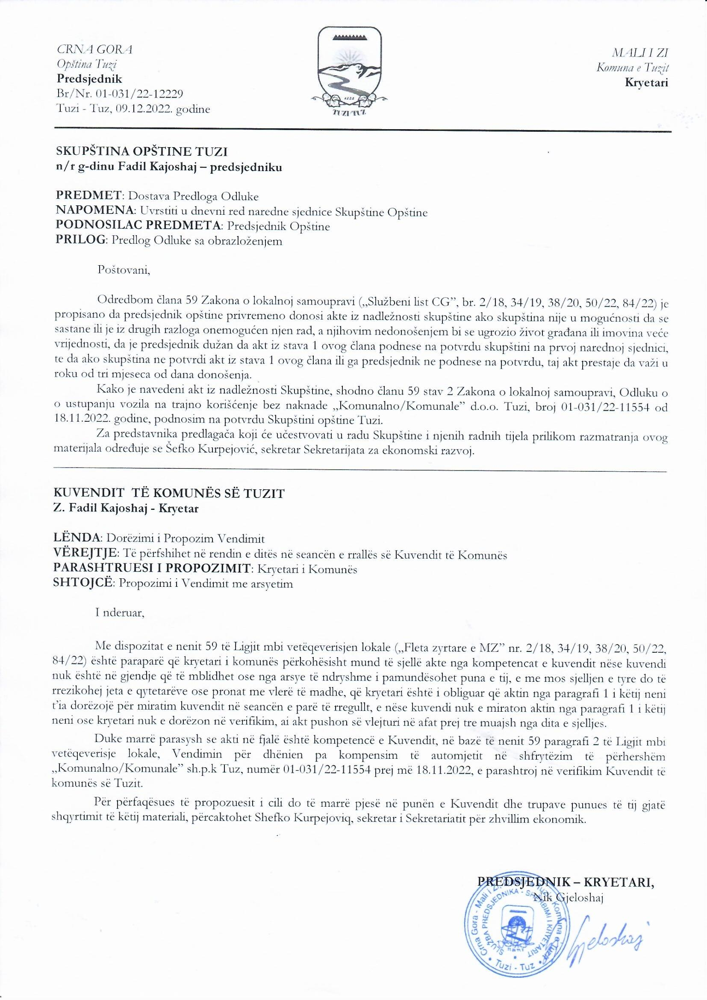 CRNA GORA
Opština Tuzi
Predsjednik
Br/Nr. 01-031/22-12229
Tuzi - Tuz, 09.12.2022. godine
TUZI TUZ
MALI I ZI
Komuna e Tuzit
Kryetari
SKUPŠTINA OPŠTINE TUZI
n/r g-dinu Fadil Kajoshaj – predsjedniku
PREDMET: Dostava Predloga Odluke
NAPOMENA: Uvrstiti u dnevni red naredne sjednice Skupštine Opštine
PODNOSILAC PREDMETA: Predsjednik Opštine
PRILOG: Predlog Odluke sa obrazloženjem
Poštovani,
Odredbom člana 59 Zakona o lokalnoj samoupravi („Službeni list CG”, br. 2/18, 34/19, 38/20, 50/22, 84/22) je
propisano da predsjednik opštine privremeno donosi akte iz nadležnosti skupštine ako skupština nije u mogućnosti da se
sastane ili je iz drugih razloga onemogućen njen rad, a njihovim nedonošenjem bi se ugrozio život građana ili imovina veće
vrijednosti, da je predsjednik dužan da akt iz stava 1 ovog člana podnese na potvrdu skupštini na prvoj narednoj sjednici,
te da ako skupština ne potvrdi akt iz stava 1 ovog člana ili ga predsjednik ne podnese na potvrdu, taj akt prestaje da važi u
roku od tri mjeseca od dana donošenja.
Kako je navedeni akt iz nadležnosti Skupštine, shodno članu 59 stav 2 Zakona o lokalnoj samoupravi, Odluku o
o ustupanju vozila na trajno korišćenje bez naknade „Komunalno/Komunale” d.o.o. Tuzi, broj 01-031/22-11554 od
18.11.2022. godine, podnosim na potvrdu Skupštini opštine Tuzi.
Za predstavnika predlagača koji će učestvovati u radu Skupštine i njenih radnih tijela prilikom razmatranja ovog
materijala određuje se Šefko Kurpejović, sekretar Sekretarijata za ekonomski razvoj.
KUVENDIT TË KOMUNËS SË TUZIT
Z. Fadil Kajoshaj - Kryetar
LËNDA: Dorëzimi i Propozim Vendimit
VËREJTJE: Të përfshihet në rendin e ditës në seancën e rrallës së Kuvendit të Komunës
PARASHTRUESI I PROPOZIMIT: Kryetari i Komunës
SHTOJCË: Propozimi i Vendimit me arsyetim
I nderuar,
Me dispozitat e nenit 59 të Ligjit mbi vetëqeverisjen lokale („Fleta zyrtare e MZ” nr. 2/18, 34/19, 38/20, 50/22,
84/22) është paraparë që kryetari i komunës përkohësisht mund të sjellë akte nga kompetencat e kuvendit nëse kuvendi
nuk është në gjendje që të mblidhet ose nga arsye të ndryshme i pamundësohet puna e tij, e me mos sjelljen e tyre do të
rrezikohej jeta e qytetarëve ose pronat me vlerë të madhe, që kryetari është i obliguar që aktin nga paragrafi 1 i këtij neni
t’ia dorëzojë për miratim kuvendit në seancën e parë të rregullt, e nëse kuvendi nuk e miraton aktin nga paragrafi 1 i këtij
neni ose kryetari nuk e dorëzon në verifikim, ai akt pushon së vlejturi në afat prej tre muajsh nga dita e sjelljes.
Duke marrë parasysh se akti në fjalë është kompetencë e Kuvendit, në bazë të nenit 59 paragrafi 2 të Ligjit mbi
vetëqeverisje lokale, Vendimin për dhënien pa kompensim të automjetit në shfrytëzim të përhershëm
„Komunalno/Komunale” sh.p.k Tuz, numër 01-031/22-11554 prej më 18.11.2022, e parashtroj në verifikim Kuvendit të
komunës së Tuzit.
Për përfaqësues të propozuesit i cili do të marrë pjesë në punën e Kuvendit dhe trupave punues të tij gjatë
shqyrtimit të këtij materiali, përcaktohet Shefko Kurpejoviq, sekretar i Sekretariatit për zhvillim ekonomik.
PREDSJEDNIK – KRYETARI,
Nik Gjeloshaj
Crna Gora - Mali i Zi, Opština Tuzi - Komuna e Tuzit
SLUŽBA PREDSJEDNIKA - SHËRBIMI I KRYETARIT
Tuzi - Tuz
Gjeloshaj